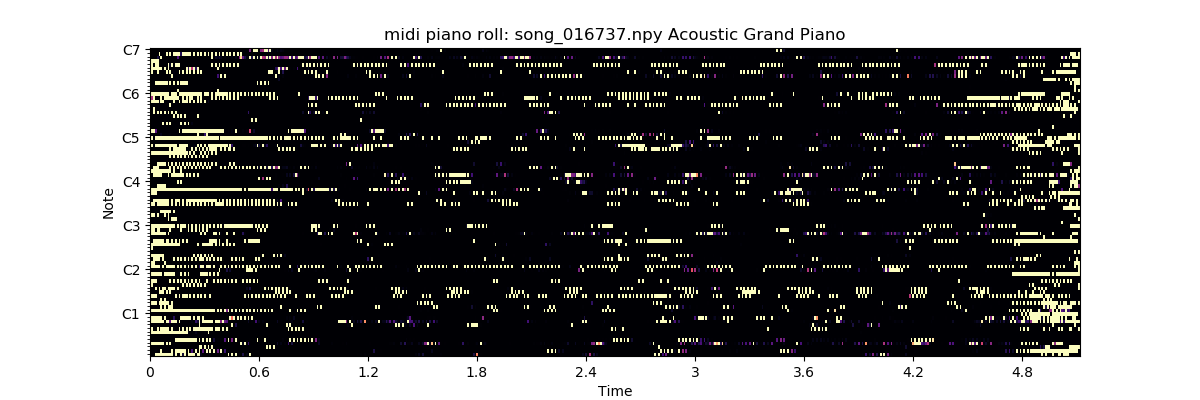 midi piano roll: song_016737.npy Acoustic Grand Piano
C7
C6
C5
C4
C3
C2
C1
Note
0 0.6 1.2 1.8 2.4 3 3.6 4.2 4.8
Time